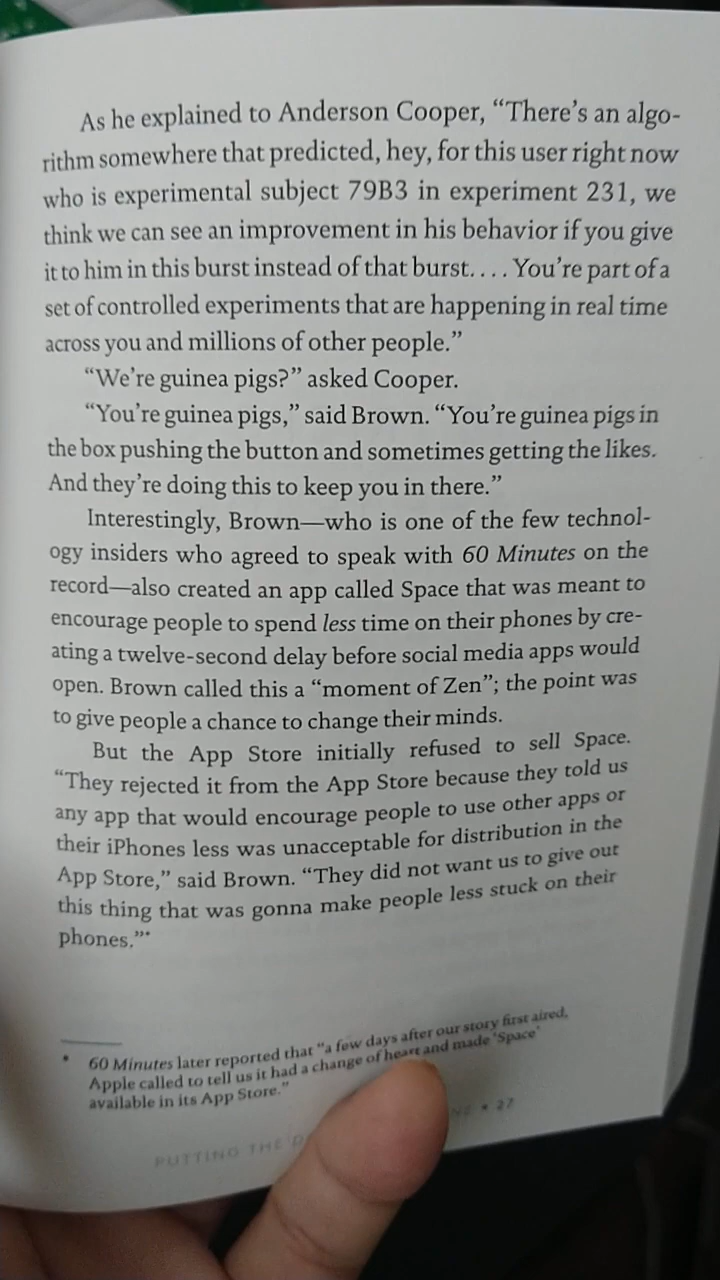 As he explained to Anderson Cooper, “There’s an algo-
rithm somewhere that predicted, hey, for this user right now
who is experimental subject 79B3 in experiment 231, we
think we can see an improvement in his behavior if you give
it to him in this burst instead of that burst. . . . You’re part of a
set of controlled experiments that are happening in real time
across you and millions of other people.”
“We’re guinea pigs?” asked Cooper.
“You’re guinea pigs,” said Brown. “You’re guinea pigs in
the box pushing the button and sometimes getting the likes.
And they’re doing this to keep you in there.”
Interestingly, Brown—who is one of the few technol-
ogy insiders who agreed to speak with 60 Minutes on the
record—also created an app called Space that was meant to
encourage people to spend less time on their phones by cre-
ating a twelve-second delay before social media apps would
open. Brown called this a “moment of Zen”; the point was
to give people a chance to change their minds.
But the App Store initially refused to sell Space.
“They rejected it from the App Store because they told us
any app that would encourage people to use other apps or
their iPhones less was unacceptable for distribution in the
App Store,” said Brown. “They did not want us to give out
this thing that was gonna make people less stuck on their
phones.”*
* 60 Minutes later reported that “a few days after our story first aired,
Apple called to tell us it had a change of heart and made ‘Space’
available in its App Store.”
PUTTING THE • 27